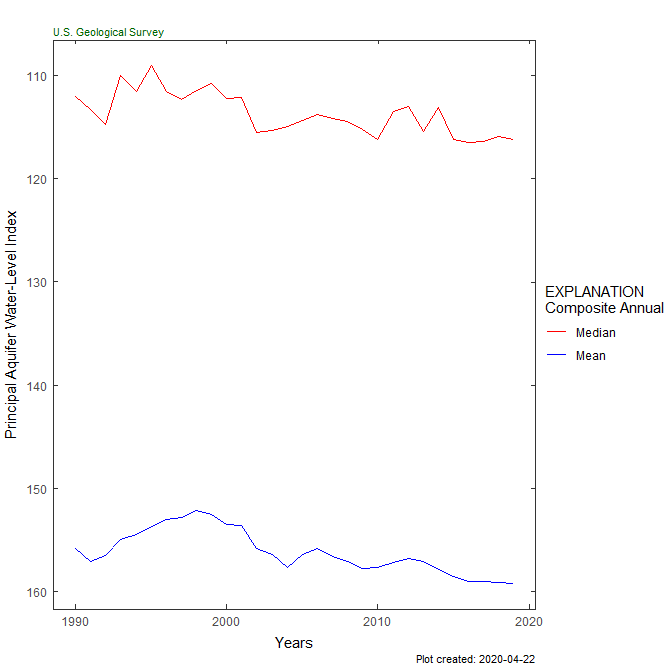 U.S. Geological Survey
110
120
130
140
150
160
Principal Aquifer Water-Level Index
1990
2000
2010
2020
Years
EXPLANATION
Composite Annual
Median
Mean
Plot created: 2020-04-22